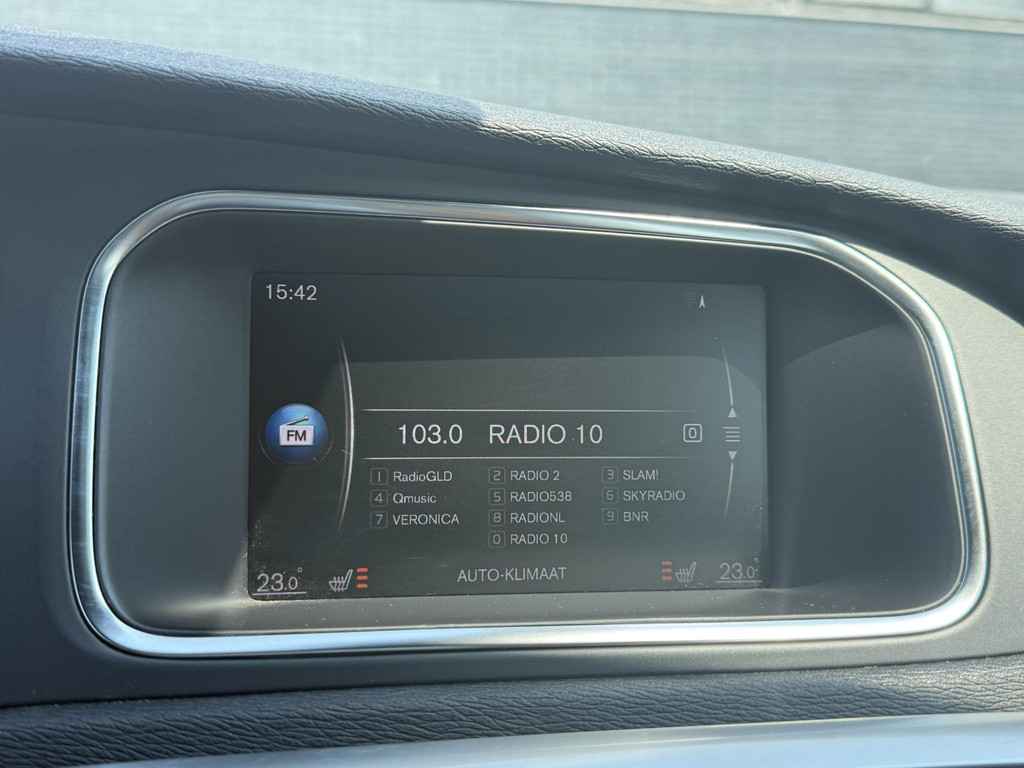 15:42
FM
103.0 RADIO 10 0
1 RadioGLD 2 RADIO 2 3 SLAM!
4 Qmusic 5 RADIO538 6 SKYRADIO
7 VERONICA 8 RADIONL 9 BNR
0 RADIO 10
23.0° AUTO-KLIMAAT 23.0°